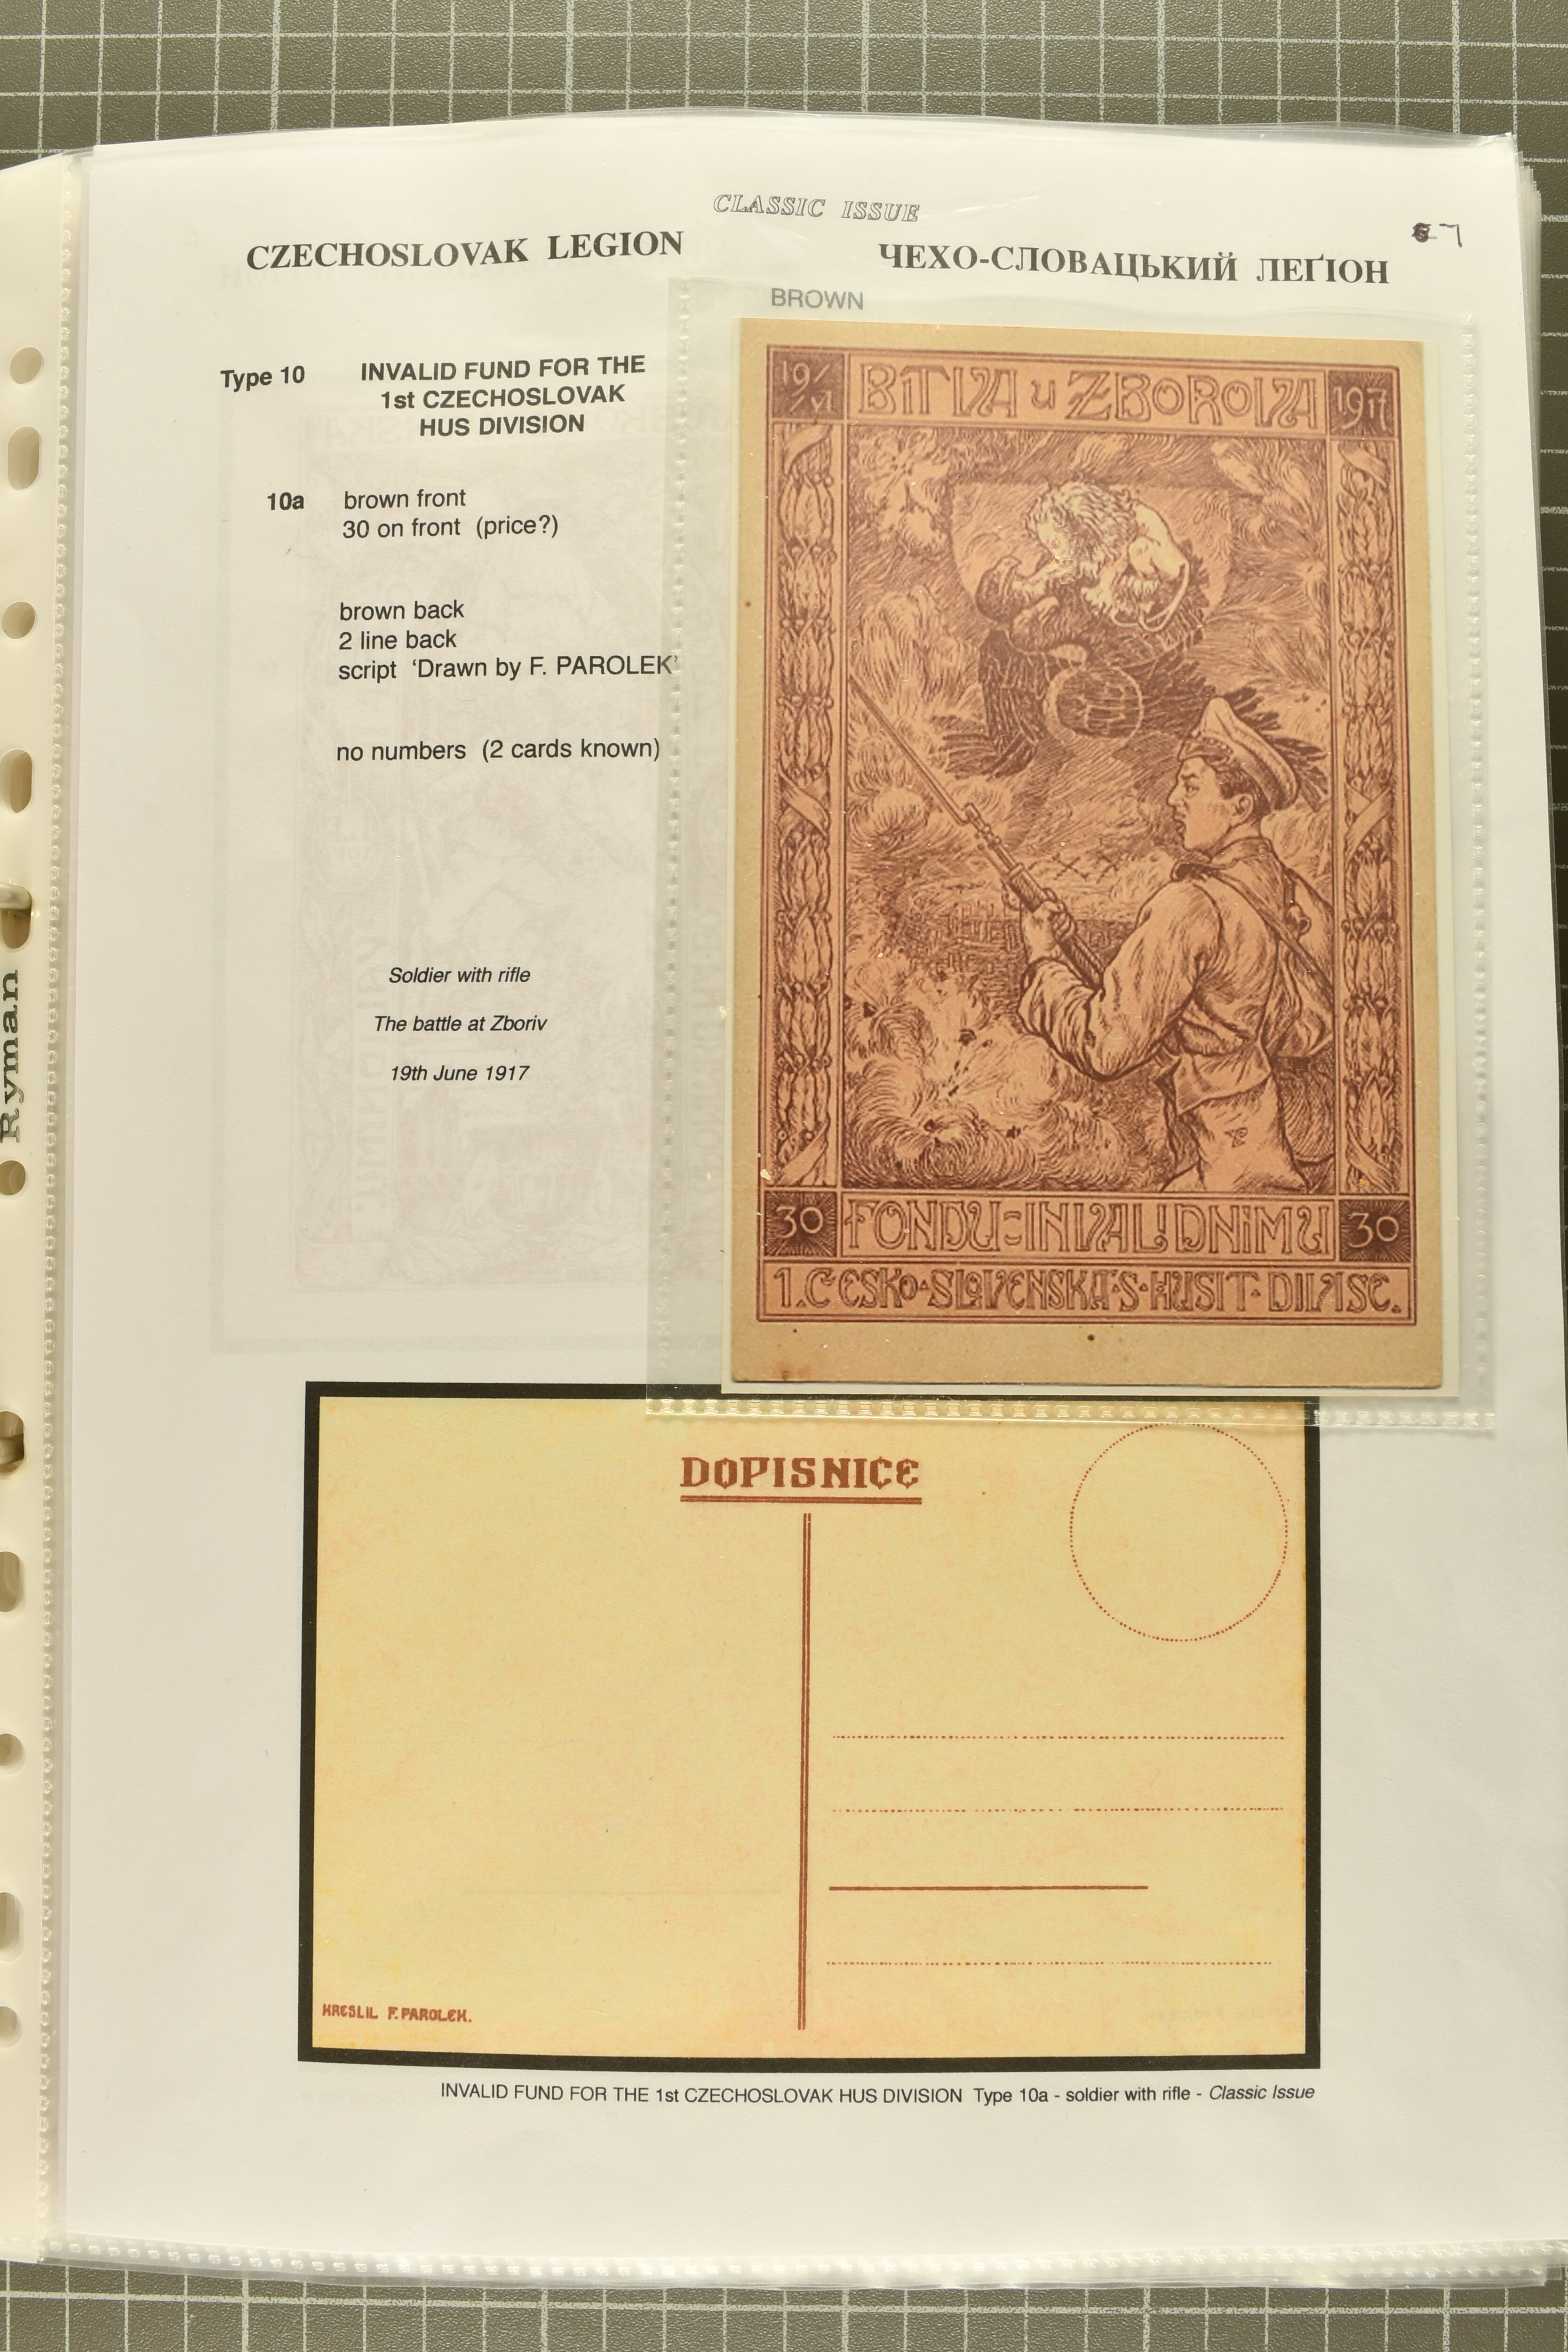 CLASSIC ISSUE
7
CZECHOSLOVAK LEGION
ЧЕХО-СЛОВАЦЬКИЙ ЛЕҐІОН
BROWN
Type 10
INVALID FUND FOR THE
1st CZECHOSLOVAK
HUS DIVISION
10a
brown front
30 on front (price?)
brown back
2 line back
script 'Drawn by F. PAROLEK'
no numbers (2 cards known)
Soldier with rifle
The battle at Zboriv
19th June 1917
19/VI
BITVA u ZBOROVA
1917
30
FONDU=INVALIDNIMU
30
1. ČESKO·SLOVENSKÁ·S·HUSIT·DIVISE.
DOPISNICE
KRESLIL F. PAROLEK.
INVALID FUND FOR THE 1st CZECHOSLOVAK HUS DIVISION Type 10a - soldier with rifle - Classic Issue
Ryman